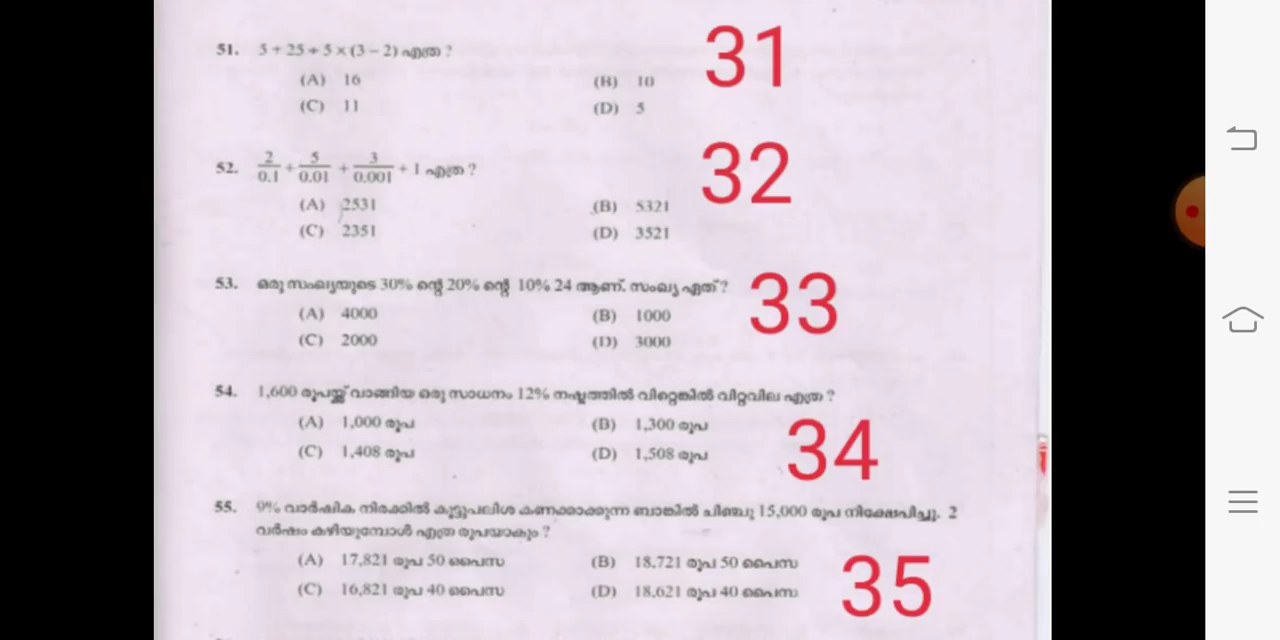 51. 5 + 25 ÷ 5 × (3 – 2) എത്ര ?
31
(A) 16 (B) 10
(C) 11 (D) 5
52. 2/0.1 + 5/0.01 + 3/0.001 + 1 എത്ര ?
32
(A) 2531 (B) 5321
(C) 2351 (D) 3521
53. ഒരു സംഖ്യയുടെ 30% ന്റെ 20% ന്റെ 10% 24 ആണ്. സംഖ്യ ഏത് ?
33
(A) 4000 (B) 1000
(C) 2000 (D) 3000
54. 1,600 രൂപയ്ക്ക് വാങ്ങിയ ഒരു സാധനം 12% നഷ്ടത്തിൽ വിറ്റെങ്കിൽ വിറ്റവില എത്ര ?
(A) 1,000 രൂപ (B) 1,300 രൂപ
34
(C) 1,408 രൂപ (D) 1,508 രൂപ
55. 9% വാർഷിക നിരക്കിൽ കൂട്ടുപലിശ കണക്കാക്കുന്ന ബാങ്കിൽ ചിഞ്ചു 15,000 രൂപ നിക്ഷേപിച്ചു. 2
വർഷം കഴിയുമ്പോൾ എത്ര രൂപയാകും ?
(A) 17,821 രൂപ 50 പൈസ (B) 18,721 രൂപ 50 പൈസ
35
(C) 16,821 രൂപ 40 പൈസ (D) 18,621 രൂപ 40 പൈസ